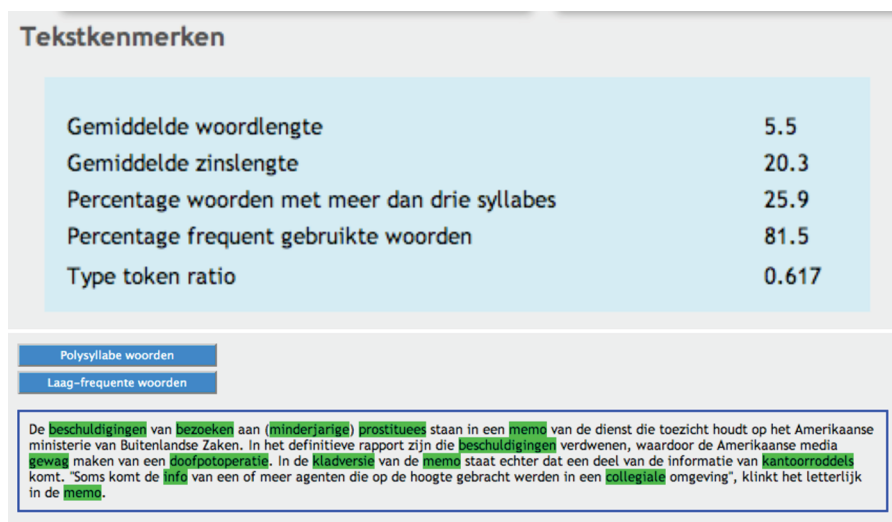 Tekstkenmerken
Gemiddelde woordlengte 5.5
Gemiddelde zinslengte 20.3
Percentage woorden met meer dan drie syllabes 25.9
Percentage frequent gebruikte woorden 81.5
Type token ratio 0.617
Polysyllabe woorden
Laag-frequente woorden
De beschuldigingen van bezoeken aan (minderjarige) prostituees staan in een memo van de dienst die toezicht houdt op het Amerikaanse
ministerie van Buitenlandse Zaken. In het definitieve rapport zijn die beschuldigingen verdwenen, waardoor de Amerikaanse media
gewag maken van een doofpotoperatie. In de kladversie van de memo staat echter dat een deel van de informatie van kantoorroddels
komt. "Soms komt de info van een of meer agenten die op de hoogte gebracht werden in een collegiale omgeving", klinkt het letterlijk
in de memo.